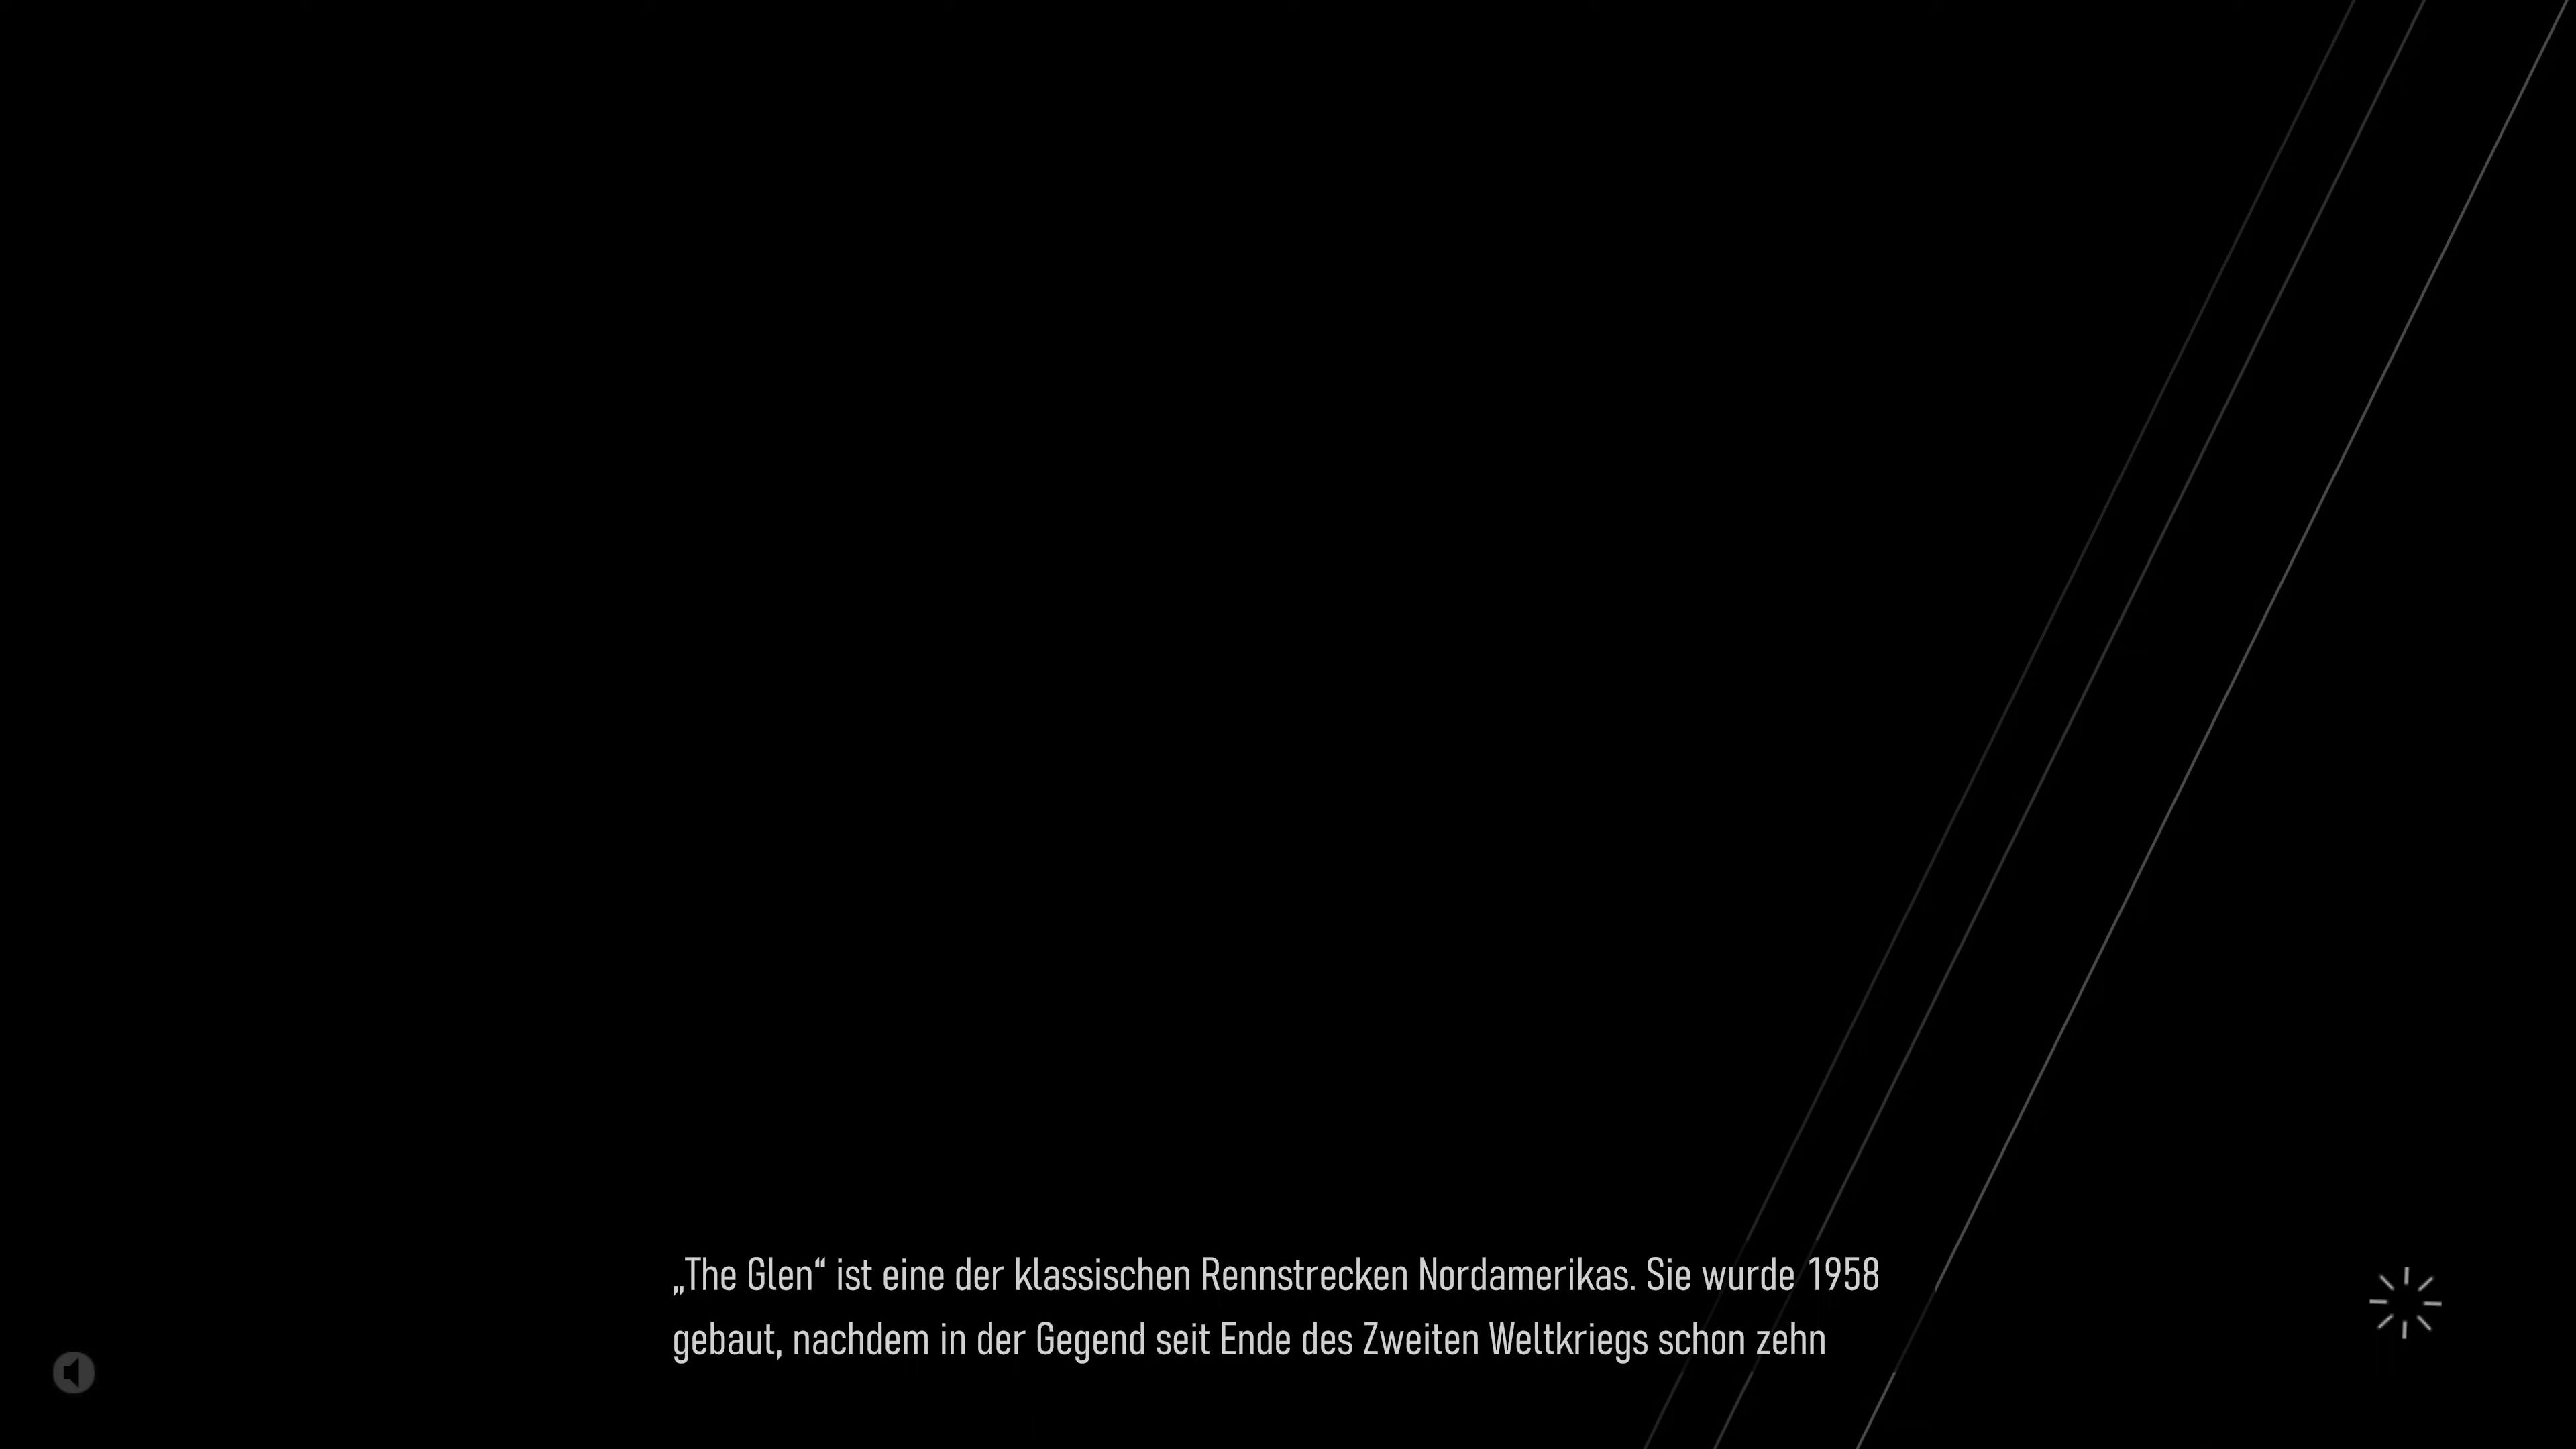 „The Glen“ ist eine der klassischen Rennstrecken Nordamerikas. Sie wurde 1958
gebaut, nachdem in der Gegend seit Ende des Zweiten Weltkriegs schon zehn